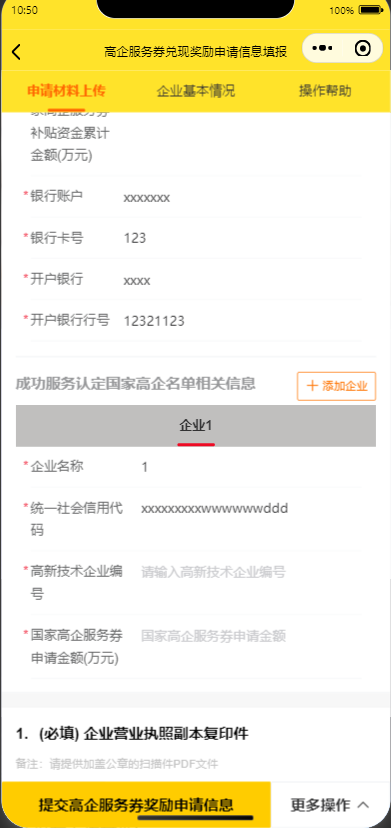 10:50
100%
高企服务券兑现奖励申请信息填报
申请材料上传
企业基本情况
操作帮助
补贴资金累计
金额(万元)
*银行账户
xxxxxxx
*银行卡号
123
*开户银行
xxxx
*开户银行行号
12321123
成功服务认定国家高企名单相关信息
+ 添加企业
企业1
*企业名称
1
*统一社会信用代
码
xxxxxxxxxwwwwwwddd
*高新技术企业编
号
请输入高新技术企业编号
*国家高企服务券
申请金额(万元)
国家高企服务券申请金额
1. (必填) 企业营业执照副本复印件
备注：请提供加盖公章的扫描件PDF文件
提交高企服务券奖励申请信息
更多操作